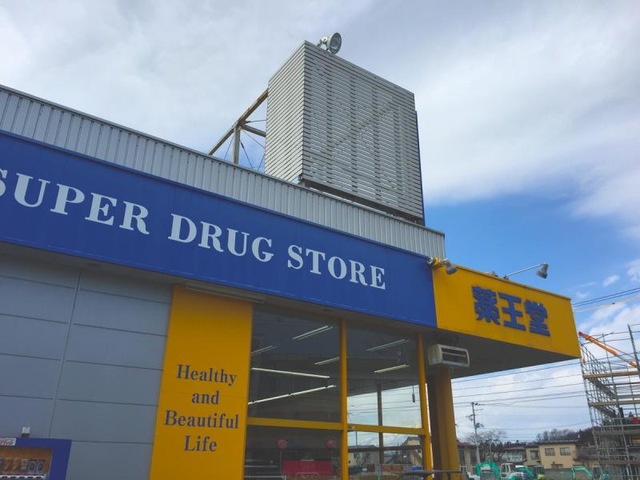 SUPER DRUG STORE
薬王堂
Healthy
and
Beautiful
Life